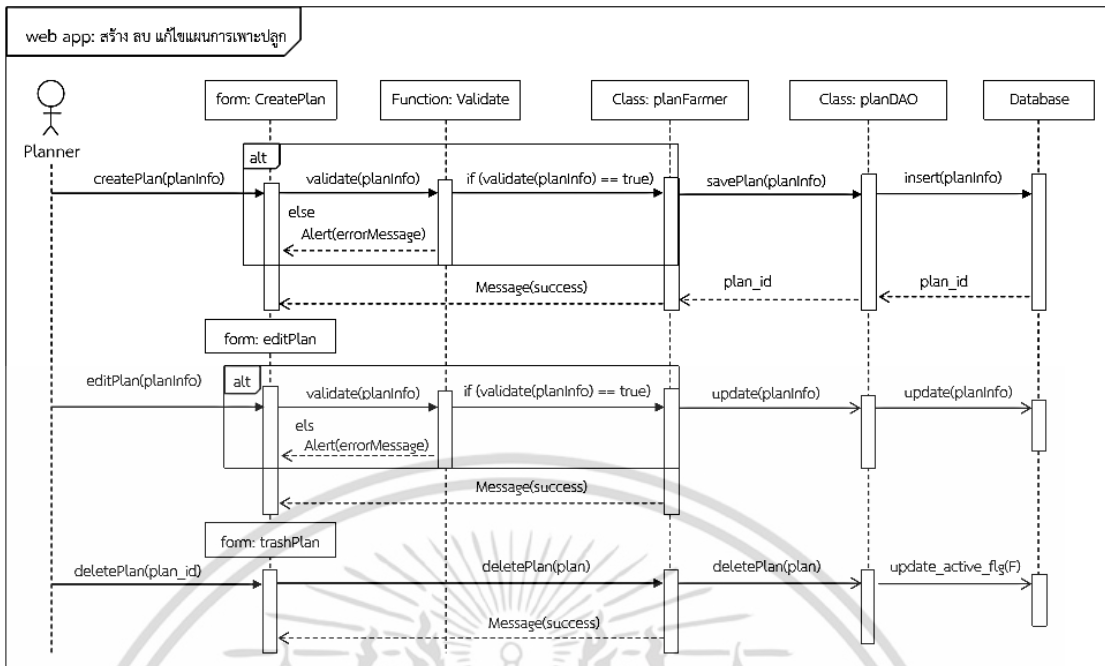 web app: สร้าง ลบ แก้ไขแผนการเพาะปลูก
form: CreatePlan
Function: Validate
Class: planFarmer
Class: planDAO
Database
Planner
alt
createPlan(planInfo)
validate(planInfo)
if (validate(planInfo) == true)
savePlan(planInfo)
insert(planInfo)
else
Alert(errorMessage)
Message(success)
plan_id
plan_id
form: editPlan
editPlan(planInfo)
alt
validate(planInfo)
if (validate(planInfo) == true)
update(planInfo)
update(planInfo)
els
Alert(errorMessage)
Message(success)
form: trashPlan
deletePlan(plan_id)
deletePlan(plan)
deletePlan(plan)
update_active_flg(F)
Message(success)